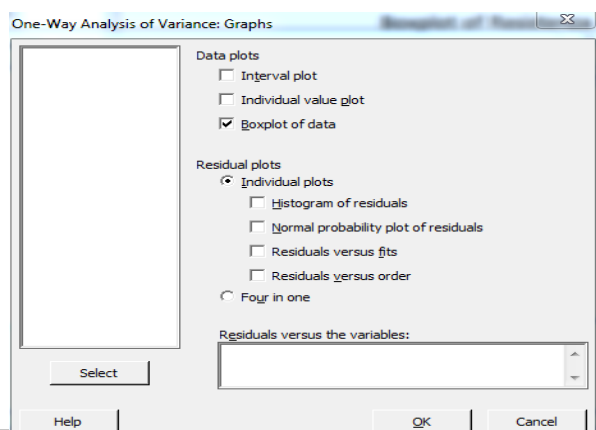 One-Way Analysis of Variance: Graphs
Boxplot of
Data plots
Interval plot
Individual value plot
Boxplot of data
Residual plots
Individual plots
Histogram of residuals
Normal probability plot of residuals
Residuals versus fits
Residuals versus order
Four in one
Residuals versus the variables:
Select
Help
OK
Cancel